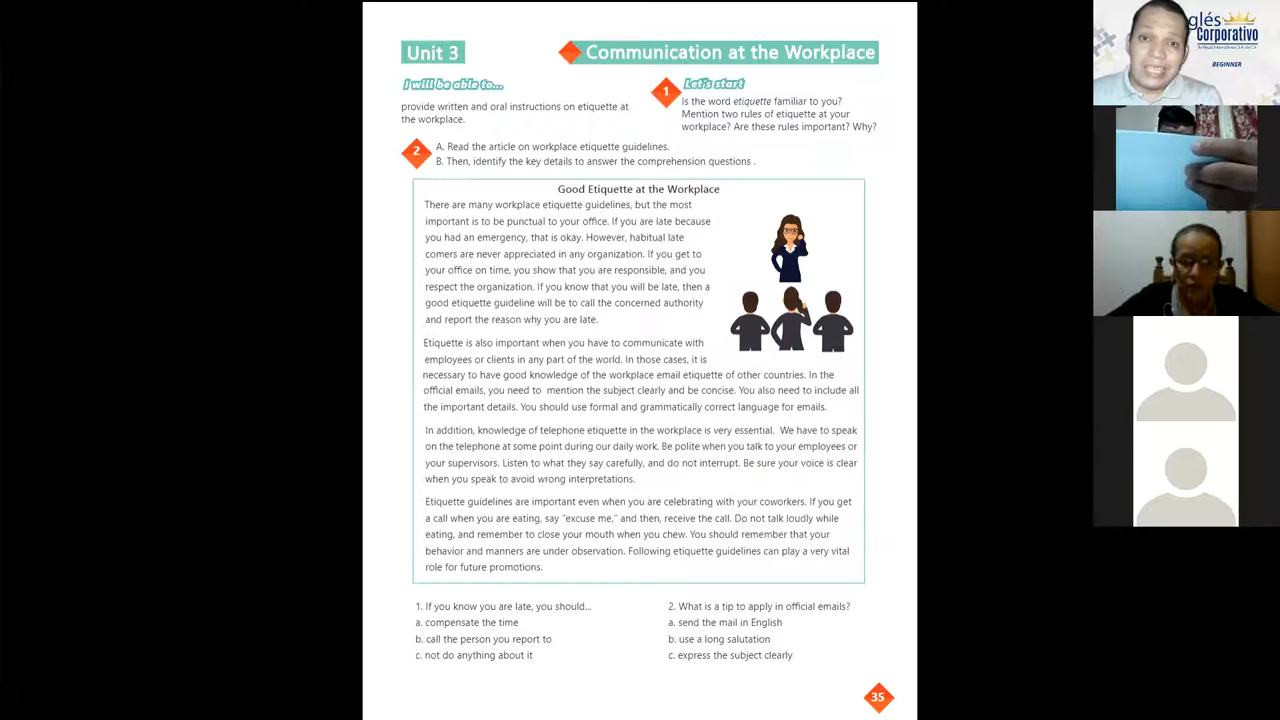 Unit 3
Communication at the Workplace
I will be able to...
provide written and oral instructions on etiquette at
the workplace.
1
Let's start
Is the word etiquette familiar to you?
Mention two rules of etiquette at your
workplace? Are these rules important? Why?
2
A. Read the article on workplace etiquette guidelines.
B. Then, identify the key details to answer the comprehension questions .
Good Etiquette at the Workplace
There are many workplace etiquette guidelines, but the most
important is to be punctual to your office. If you are late because
you had an emergency, that is okay. However, habitual late
comers are never appreciated in any organization. If you get to
your office on time, you show that you are responsible, and you
respect the organization. If you know that you will be late, then a
good etiquette guideline will be to call the concerned authority
and report the reason why you are late.
Etiquette is also important when you have to communicate with
employees or clients in any part of the world. In those cases, it is
necessary to have good knowledge of the workplace email etiquette of other countries. In the
official emails, you need to mention the subject clearly and be concise. You also need to include all
the important details. You should use formal and grammatically correct language for emails.
In addition, knowledge of telephone etiquette in the workplace is very essential. We have to speak
on the telephone at some point during our daily work. Be polite when you talk to your employees or
your supervisors. Listen to what they say carefully, and do not interrupt. Be sure your voice is clear
when you speak to avoid wrong interpretations.
Etiquette guidelines are important even when you are celebrating with your coworkers. If you get
a call when you are eating, say “excuse me,” and then, receive the call. Do not talk loudly while
eating, and remember to close your mouth when you chew. You should remember that your
behavior and manners are under observation. Following etiquette guidelines can play a very vital
role for future promotions.
1. If you know you are late, you should...
a. compensate the time
b. call the person you report to
c. not do anything about it
2. What is a tip to apply in official emails?
a. send the mail in English
b. use a long salutation
c. express the subject clearly
35
glés
Corporativo
BEGINNER